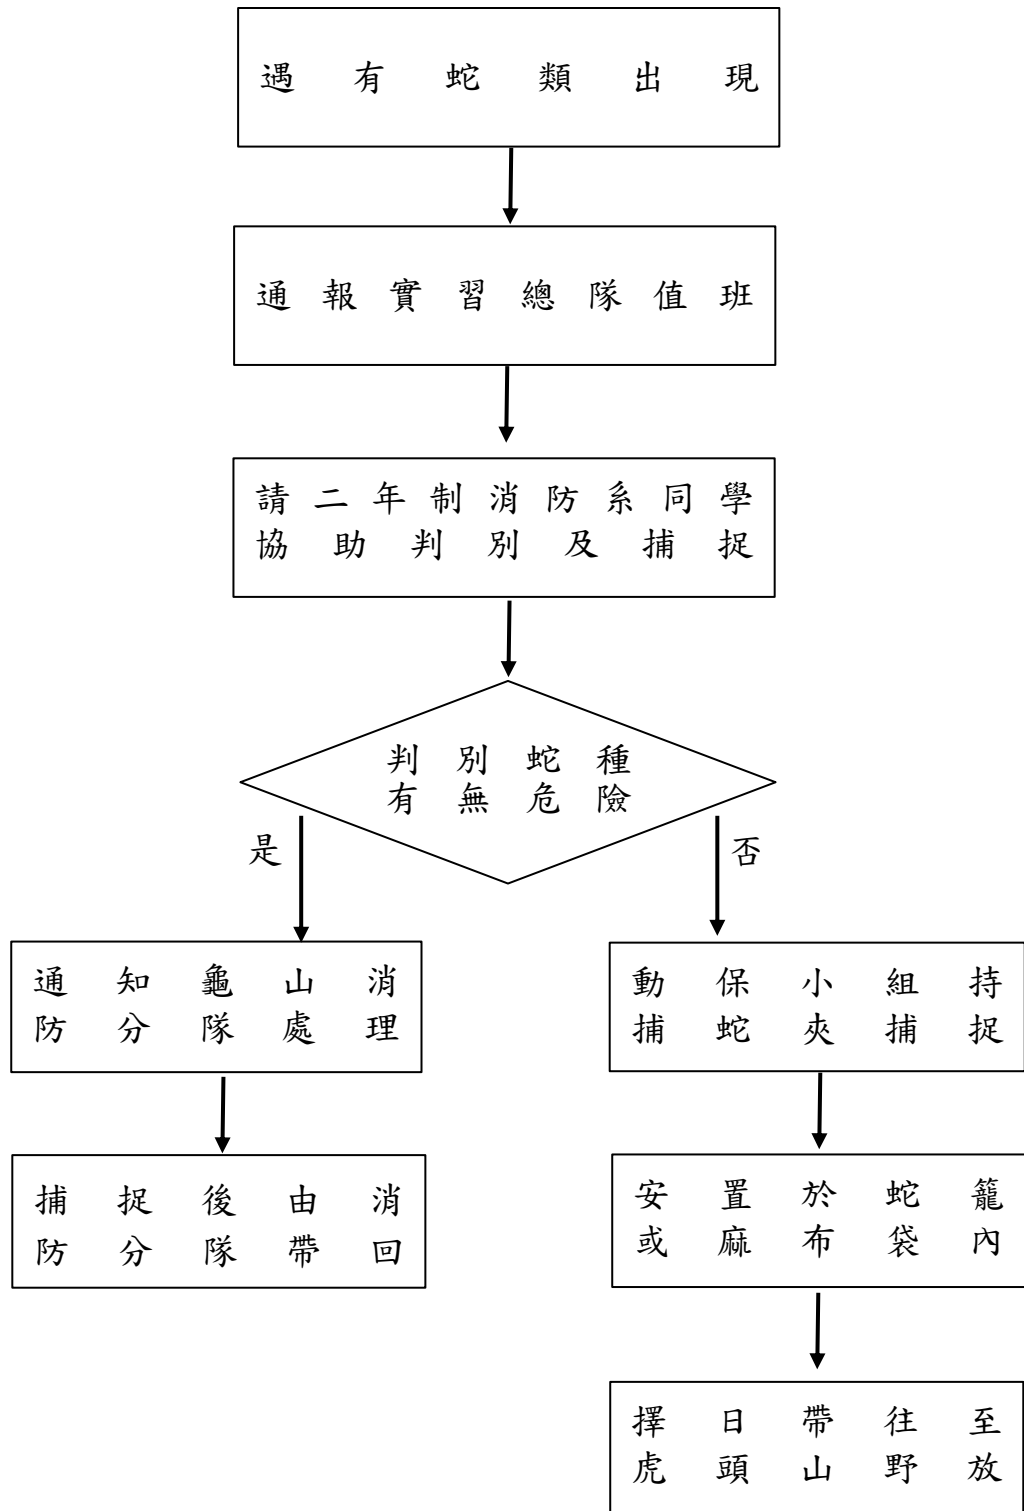 遇有蛇類出現
通報實習總隊值班
請二年制消防系同學
協助判別及捕捉
判別蛇種
有無危險
是
否
通知龜山消
防分隊處理
動保小組持
捕蛇夾捕捉
捕捉後由消
防分隊帶回
安置於蛇籠
或麻布袋內
擇日帶往至
虎頭山野放